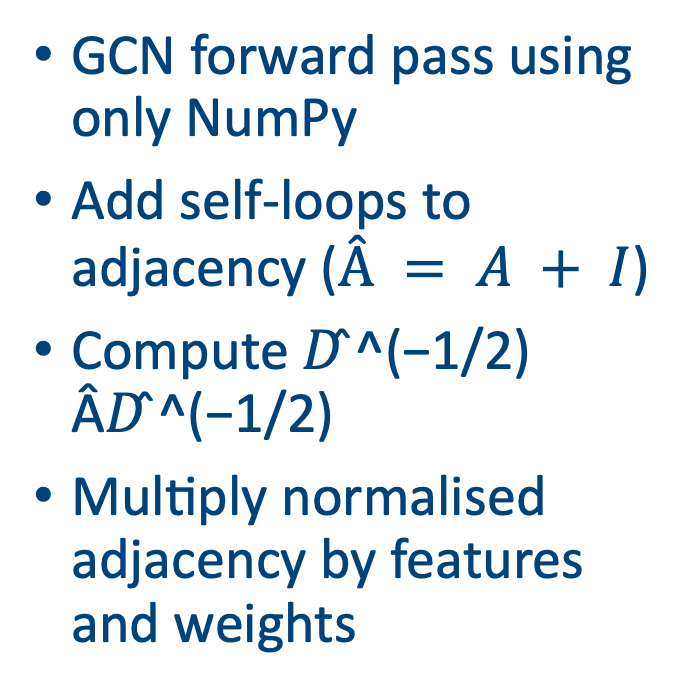 • GCN forward pass using
only NumPy
• Add self-loops to
adjacency (Â = 𝐴 + 𝐼)
• Compute 𝐷̂^(−1/2)
Â𝐷̂^(−1/2)
• Multiply normalised
adjacency by features
and weights